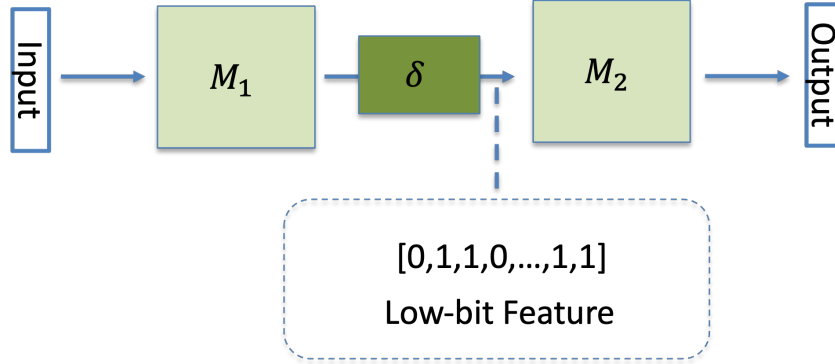 Input
M₁
δ
M₂
Output
[0,1,1,0,...,1,1]
Low-bit Feature